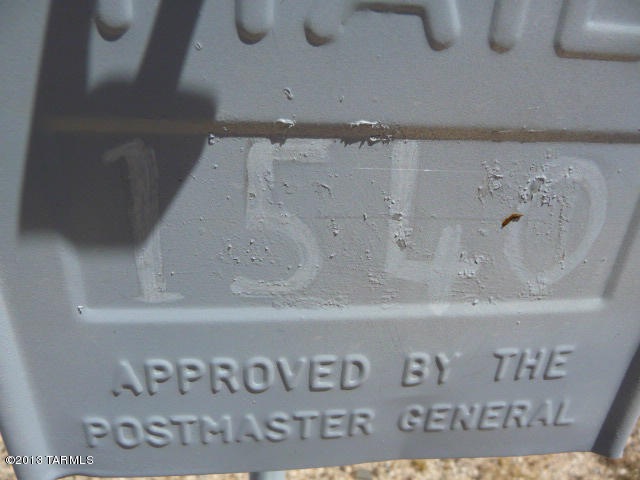 1540
APPROVED BY THE
POSTMASTER GENERAL
©2013 TARMLS